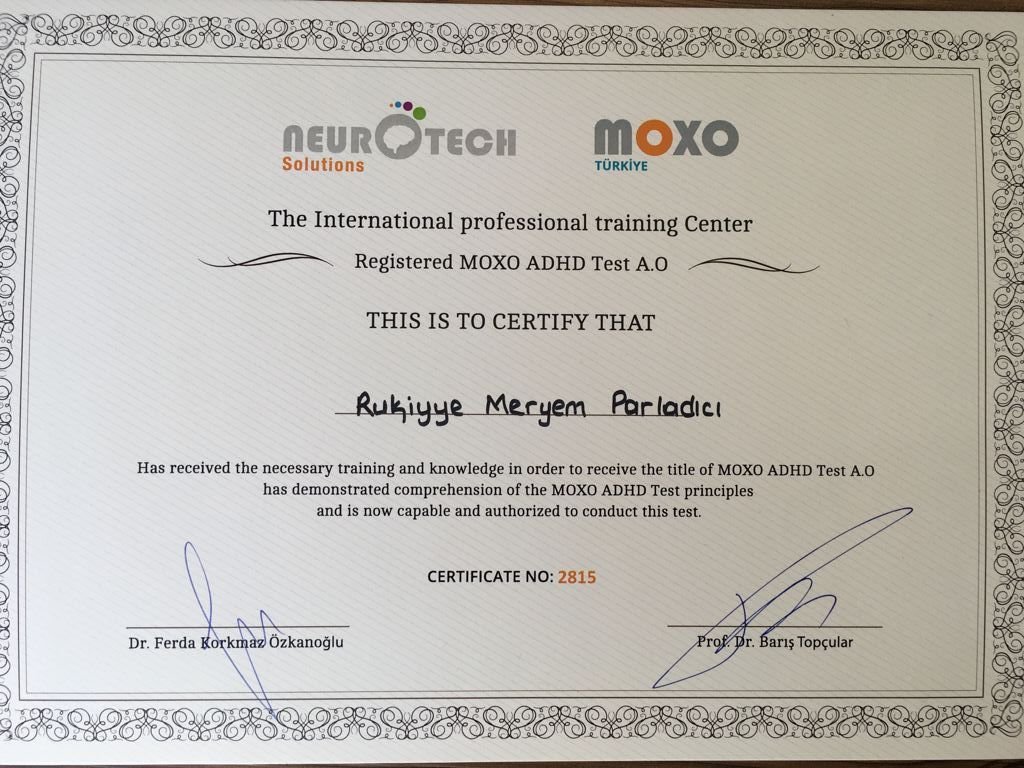 NEUROTECH
Solutions
MOXO
TÜRKİYE
The International professional training Center
Registered MOXO ADHD Test A.O
THIS IS TO CERTIFY THAT
Rukiyye Meryem Parladıcı
Has received the necessary training and knowledge in order to receive the title of MOXO ADHD Test A.O
has demonstrated comprehension of the MOXO ADHD Test principles
and is now capable and authorized to conduct this test.
CERTIFICATE NO: 2815
Dr. Ferda Korkmaz Özkanoğlu
Prof. Dr. Barış Topçular